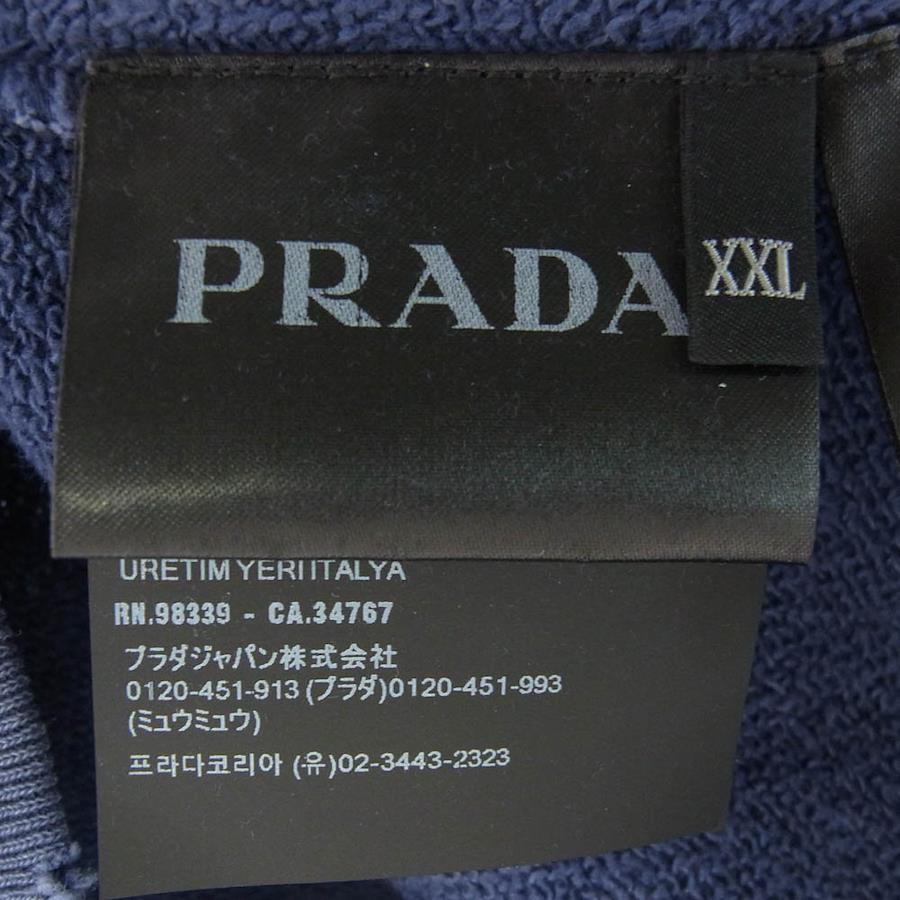 PRADA
XXL
URETIM YERI ITALYA
RN.98339 - CA.34767
プラダジャパン株式会社
0120-451-913 (プラダ)0120-451-993
(ミュウミュウ)
프라다코리아 (유)02-3443-2323